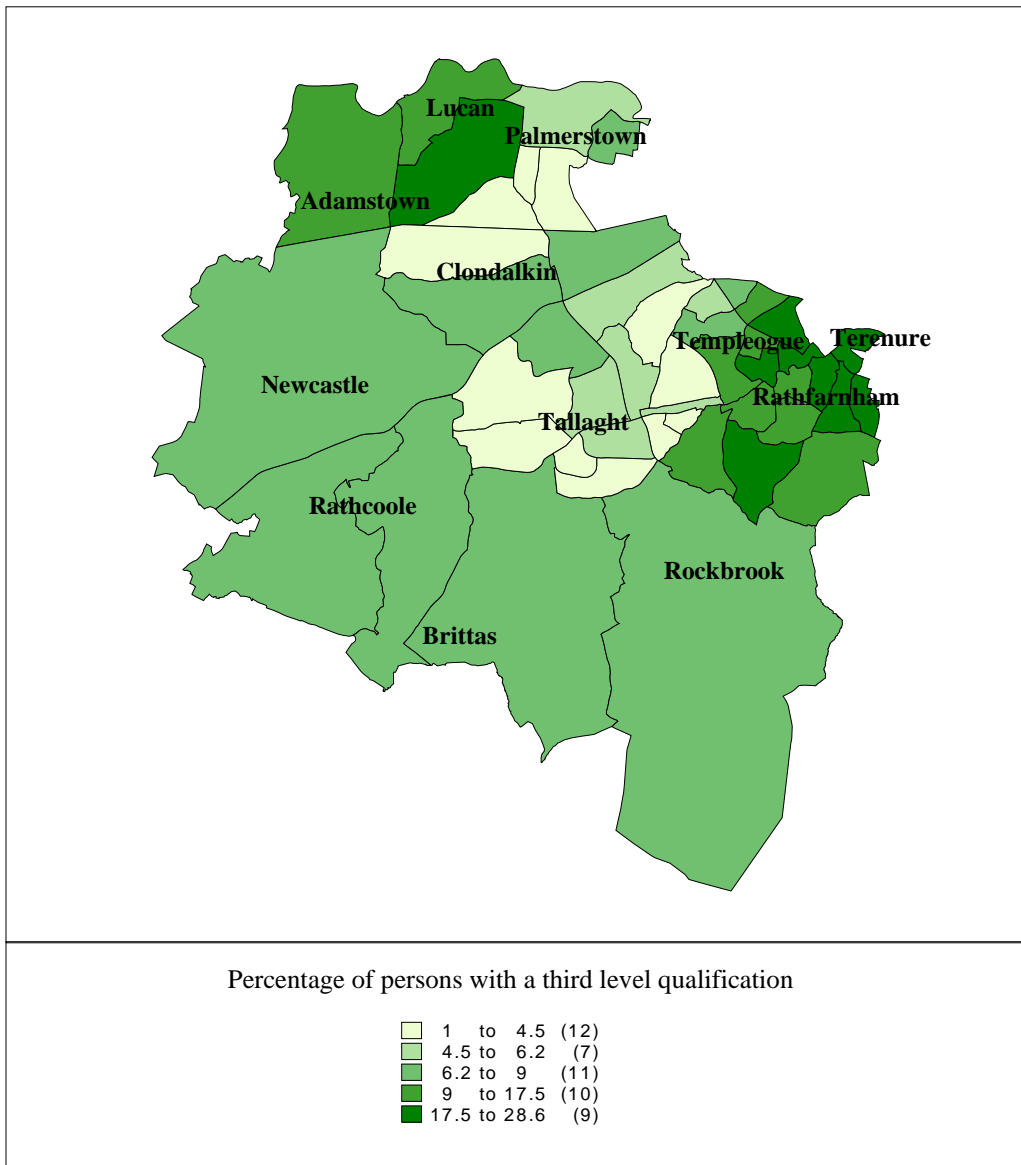 Lucan
Palmerstown
Adamstown
Clondalkin
Templeogue
Terenure
Newcastle
Rathfarnham
Tallaght
Rathcoole
Rockbrook
Brittas
Percentage of persons with a third level qualification
1 to 4.5 (12)
4.5 to 6.2 (7)
6.2 to 9 (11)
9 to 17.5 (10)
17.5 to 28.6 (9)